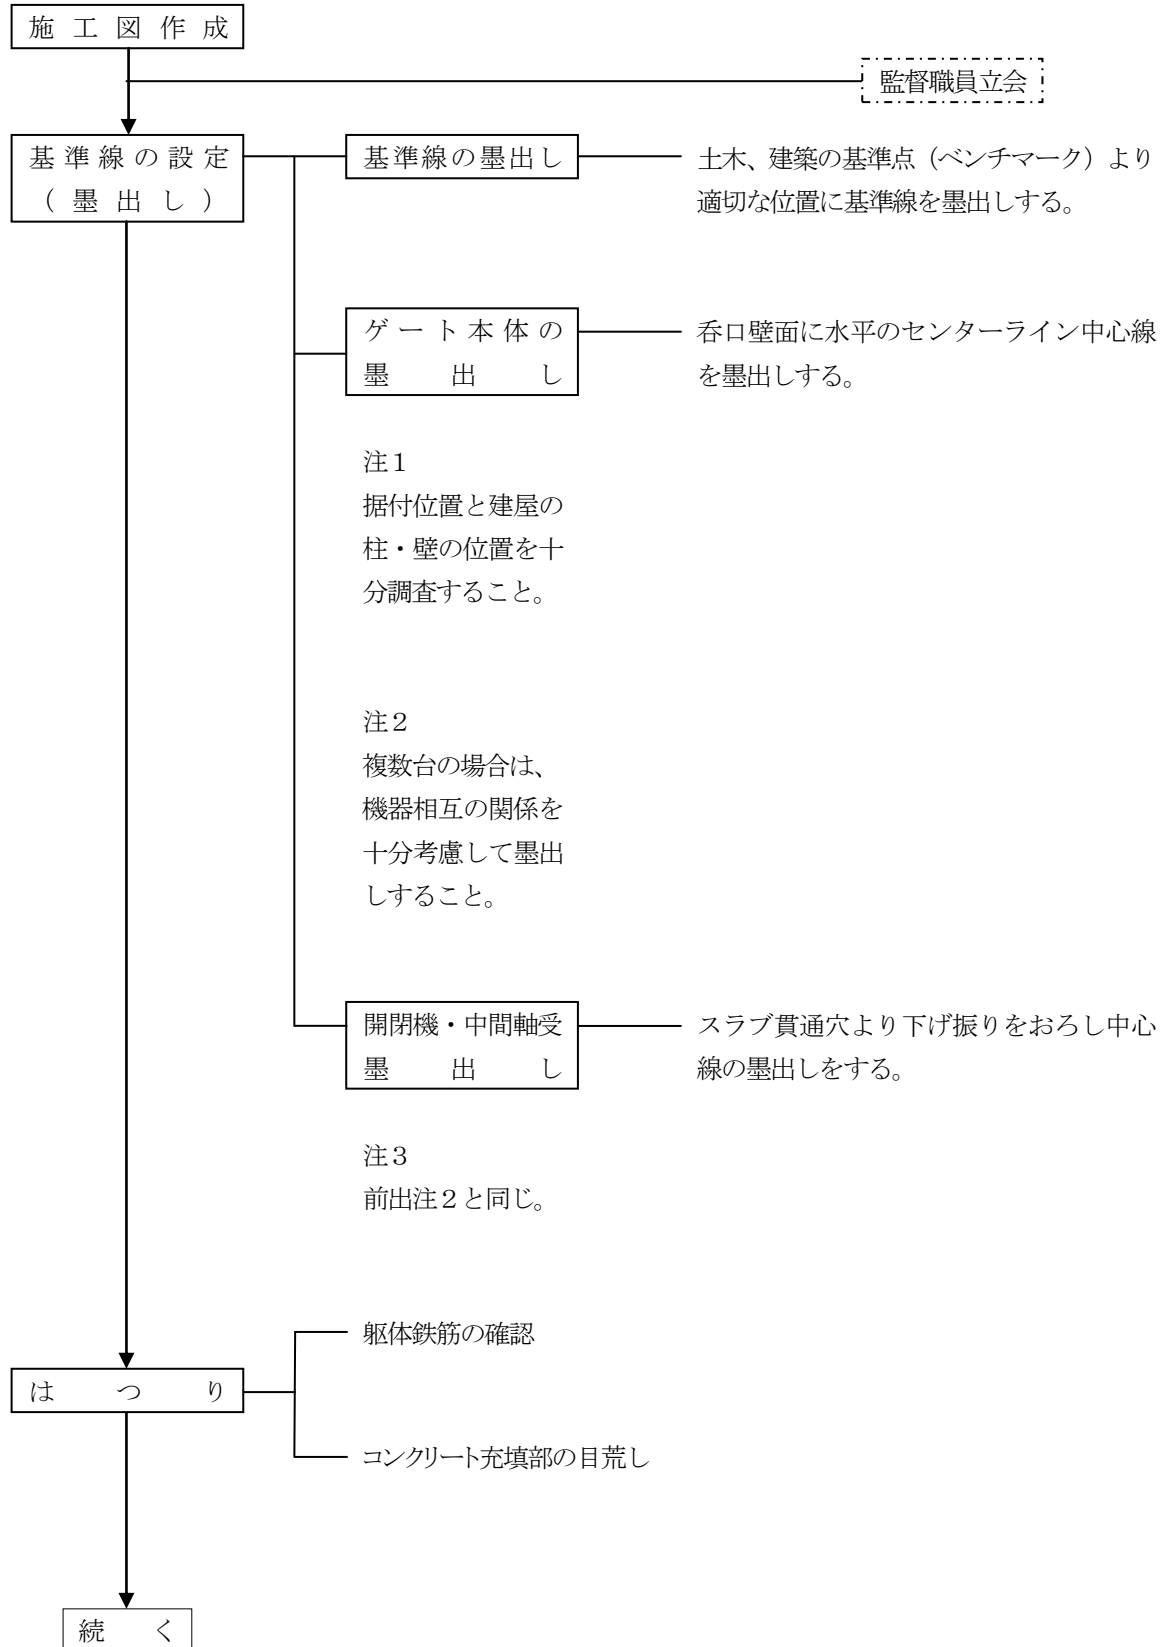 施工図作成
監督職員立会
基準線の設定
（墨出し）
基準線の墨出し
土木、建築の基準点（ベンチマーク）より
適切な位置に基準線を墨出しする。
ゲート本体の
墨出し
呑口壁面に水平のセンターライン中心線
を墨出しする。
注１
据付位置と建屋の
柱・壁の位置を十
分調査すること。
注２
複数台の場合は、
機器相互の関係を
十分考慮して墨出
しすること。
開閉機・中間軸受
墨出し
スラブ貫通穴より下げ振りをおろし中心
線の墨出しをする。
注３
前出注２と同じ。
はつり
躯体鉄筋の確認
コンクリート充填部の目荒し
続く